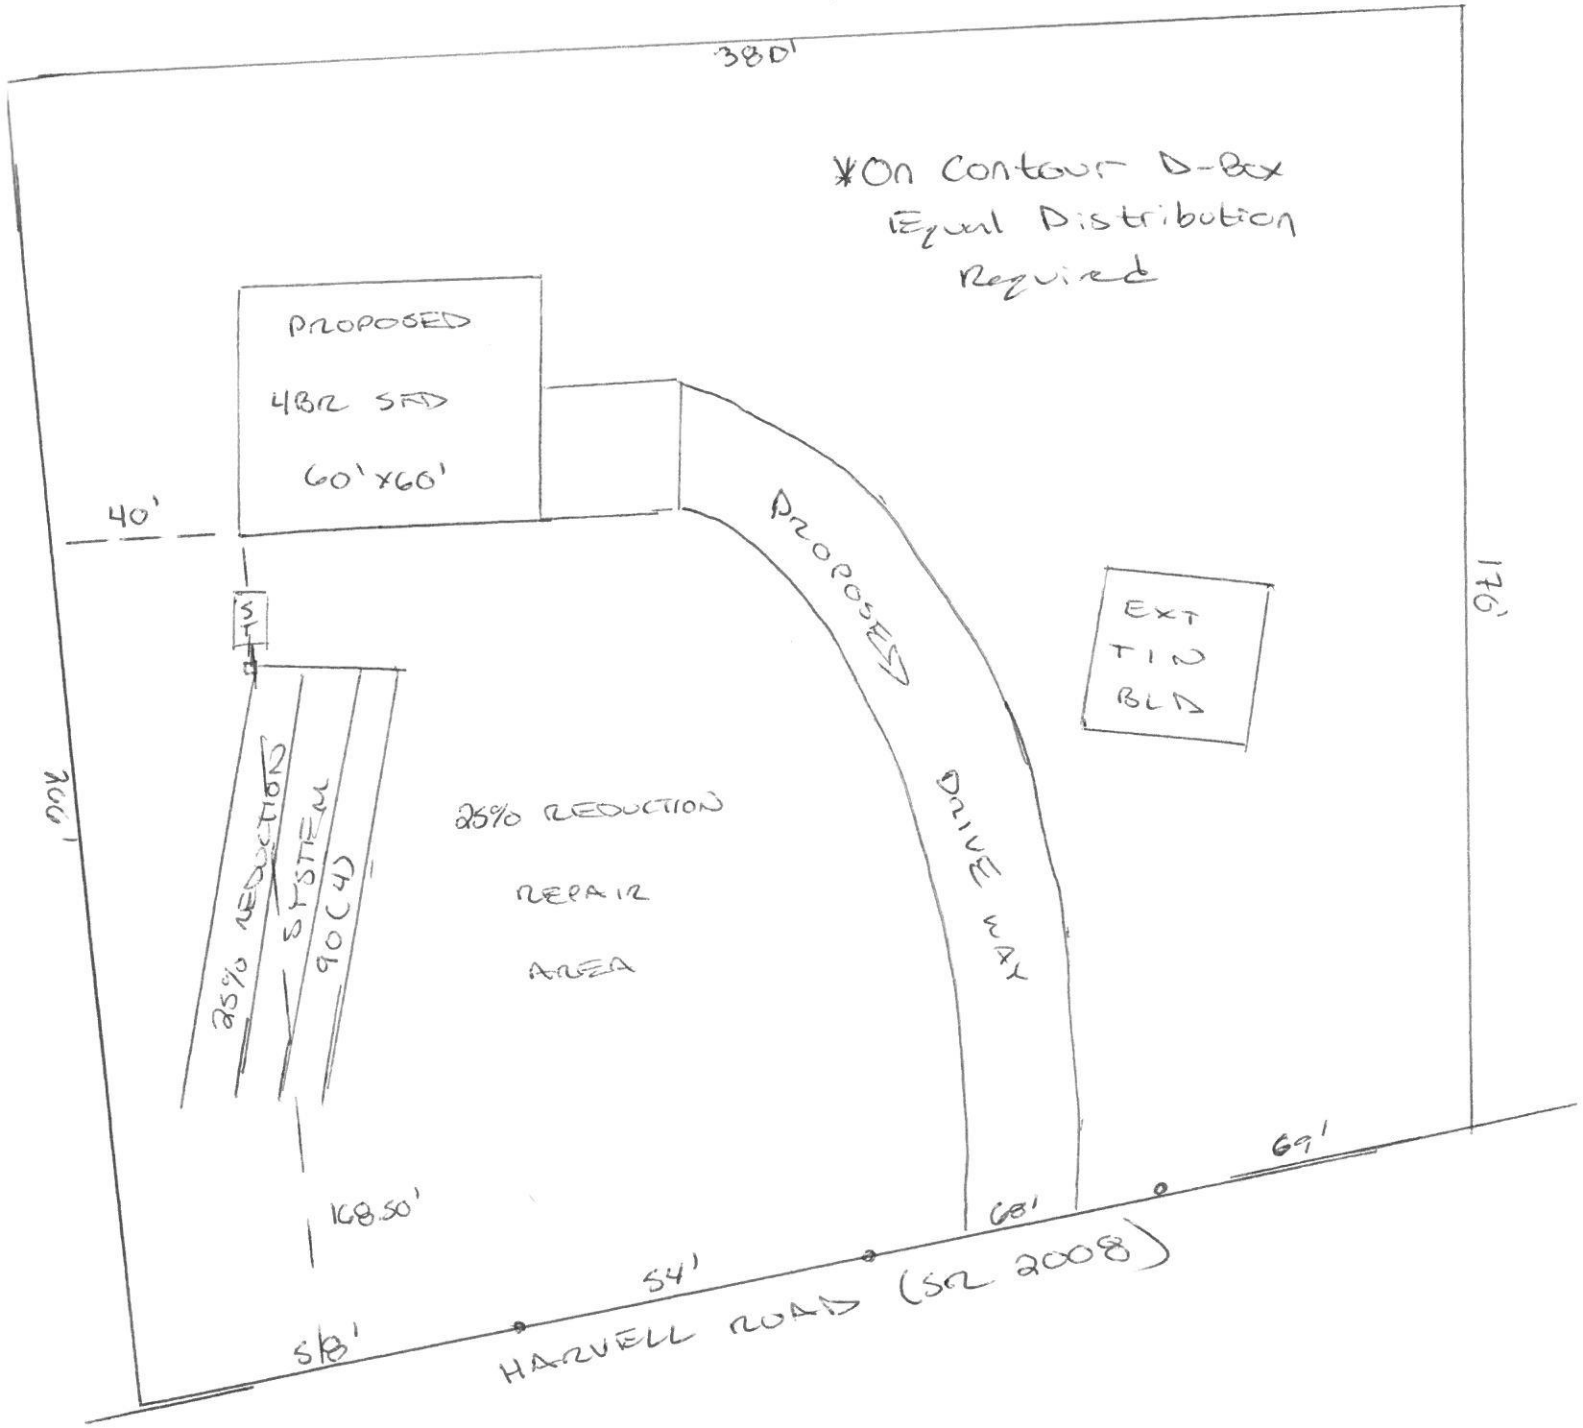 380'
*On Contour D-Box
Equal Distribution
Required
PROPOSED
4BR SFD
60'x60'
40'
ST
PROPOSED
DRIVE WAY
EXT
TIN
BLD
176'
25% REDUCTION
SYSTEM
90(4)
25% REDUCTION
REPAIR
AREA
168.50'
69'
68'
54'
58'
HARVELL ROAD (SR 2008)